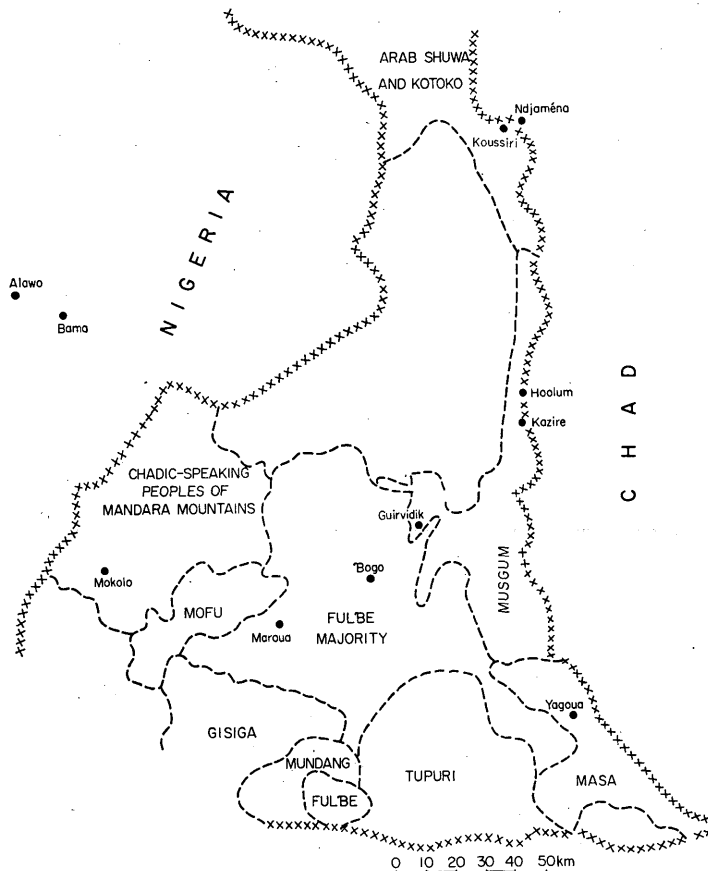 ARAB SHUWA
AND KOTOKO
Ndjaména
Koussiri
NIGERIA
Alawo
Bama
CHAD
Hoolum
Kazire
CHADIC-SPEAKING
PEOPLES OF
MANDARA MOUNTAINS
Guirvidik
Mokolo
Bogo
MUSGUM
MOFU
Maroua
FULBE
MAJORITY
Yagoua
GISIGA
MUNDANG
TUPURI
MASA
FULBE
0 10 20 30 40 50km